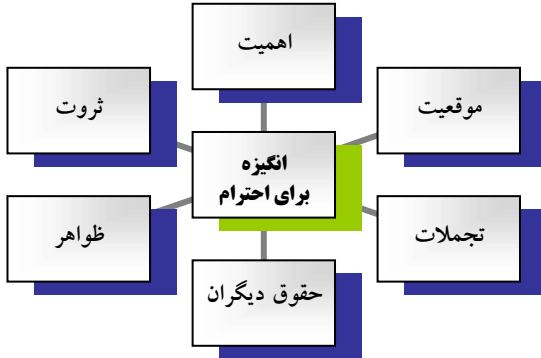 اهمیت
موقعیت
ثروت
انگیزه
برای احترام
تجملات
ظواهر
حقوق دیگران